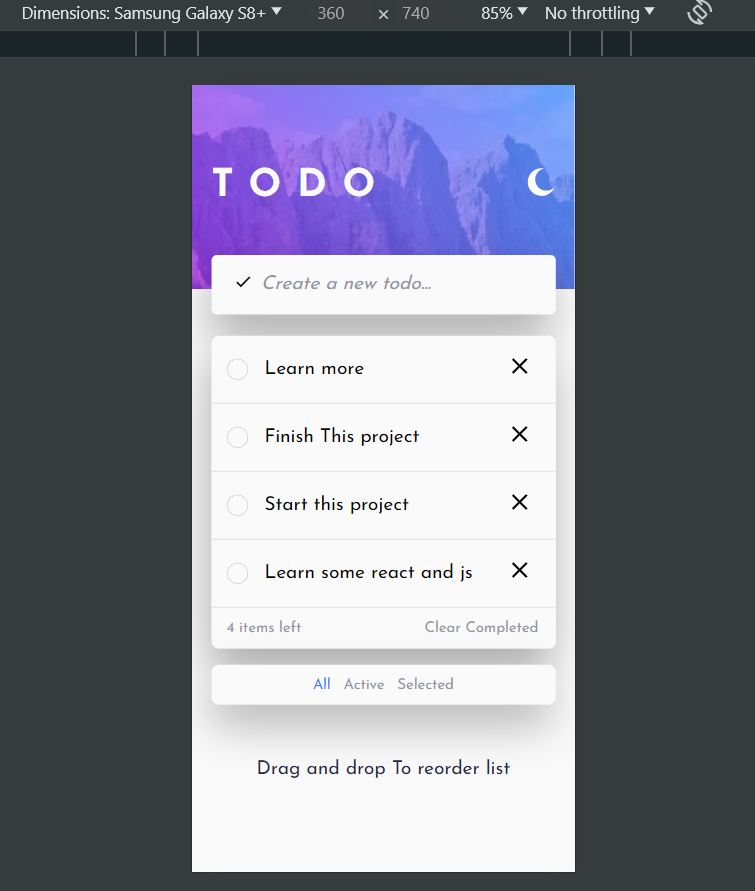 Dimensions: Samsung Galaxy S8+ 360 × 740 85% No throttling
TODO
Create a new todo...
Learn more
Finish This project
Start this project
Learn some react and js
4 items left Clear Completed
All Active Selected
Drag and drop To reorder list